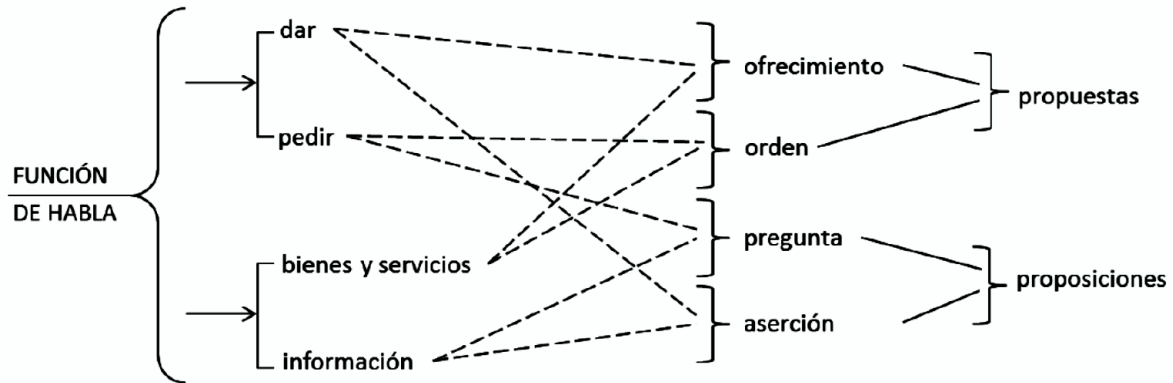 FUNCIÓN
DE HABLA
dar
pedir
bienes y servicios
información
ofrecimiento
orden
pregunta
aserción
propuestas
proposiciones